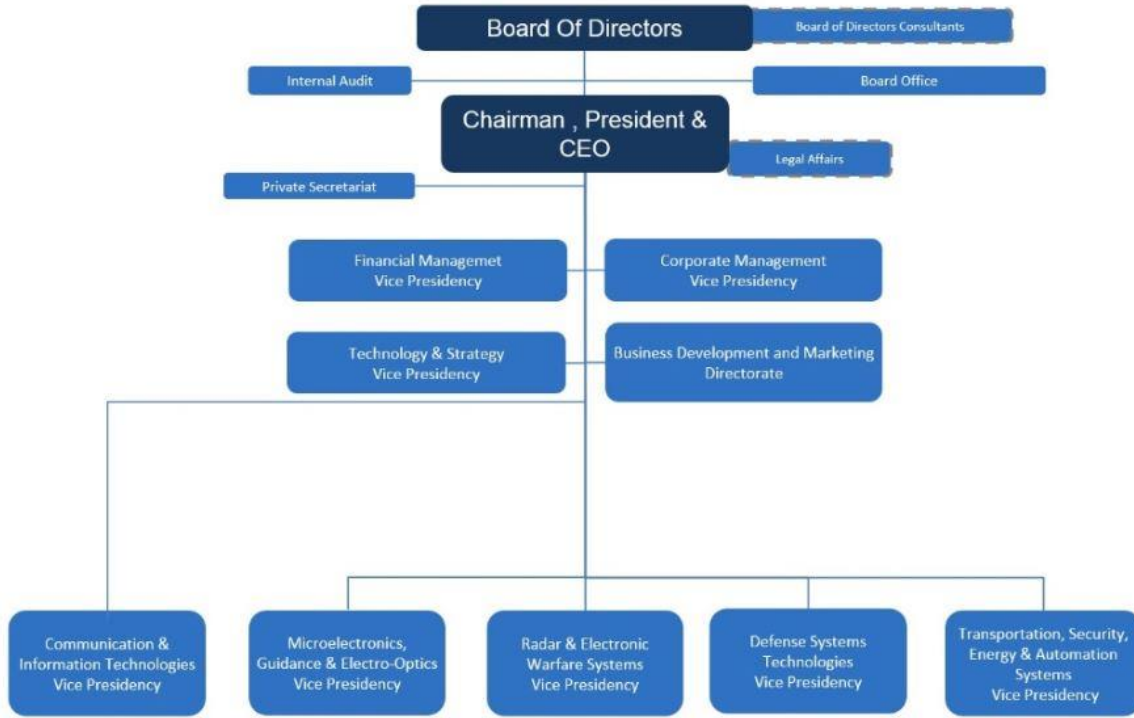 Board Of Directors
Board of Directors Consultants
Internal Audit
Board Office
Chairman , President &
CEO
Legal Affairs
Private Secretariat
Financial Managemet
Vice Presidency
Corporate Management
Vice Presidency
Technology & Strategy
Vice Presidency
Business Development and Marketing
Directorate
Communication &
Information Technologies
Vice Presidency
Microelectronics,
Guidance & Electro-Optics
Vice Presidency
Radar & Electronic
Warfare Systems
Vice Presidency
Defense Systems
Technologies
Vice Presidency
Transportation, Security,
Energy & Automation
Systems
Vice Presidency